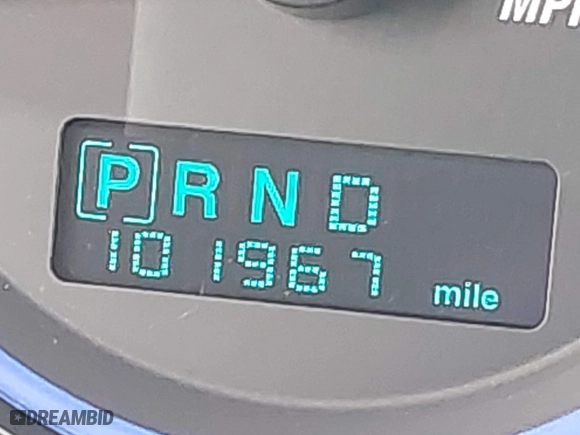 MPH
[P] R N D
101967 mile
DREAMBID